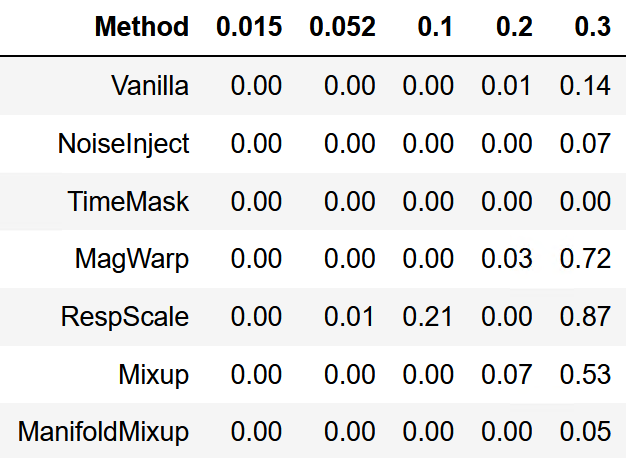 Method 0.015 0.052 0.1 0.2 0.3
Vanilla 0.00 0.00 0.00 0.01 0.14
NoiseInject 0.00 0.00 0.00 0.00 0.07
TimeMask 0.00 0.00 0.00 0.00 0.00
MagWarp 0.00 0.00 0.00 0.03 0.72
RespScale 0.00 0.01 0.21 0.00 0.87
Mixup 0.00 0.00 0.00 0.07 0.53
ManifoldMixup 0.00 0.00 0.00 0.00 0.05